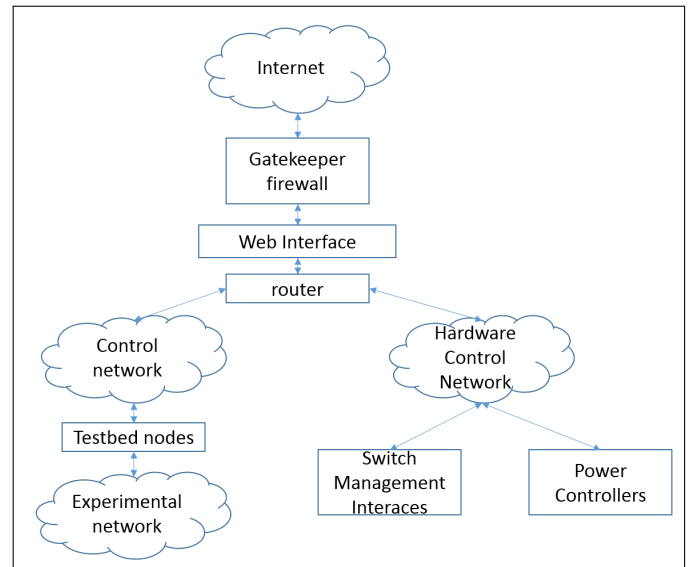 Internet
Gatekeeper
firewall
Web Interface
router
Control
network
Hardware
Control
Network
Testbed nodes
Experimental
network
Switch
Management
Interaces
Power
Controllers